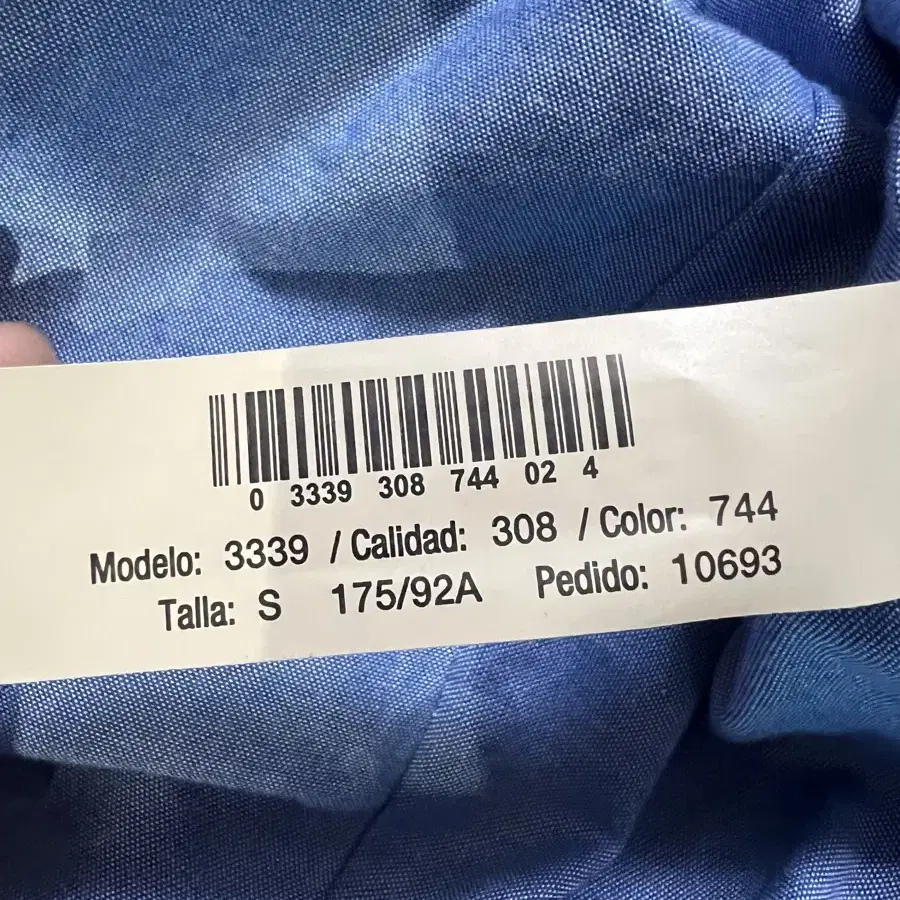 0 3339 308 744 02 4
Modelo: 3339 / Calidad: 308 / Color: 744
Talla: S 175/92A Pedido: 10693